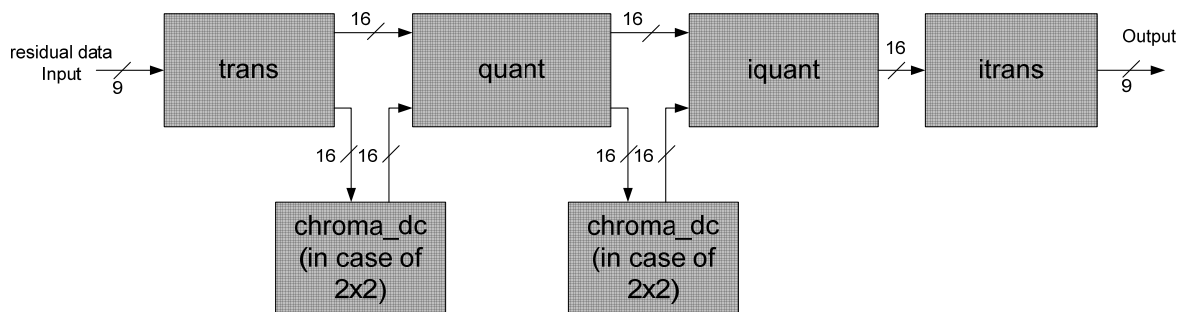 residual data
Input
9
trans
16
quant
16
iquant
16
itrans
Output
9
16
16
chroma_dc
(in case of
2x2)
16
16
chroma_dc
(in case of
2x2)